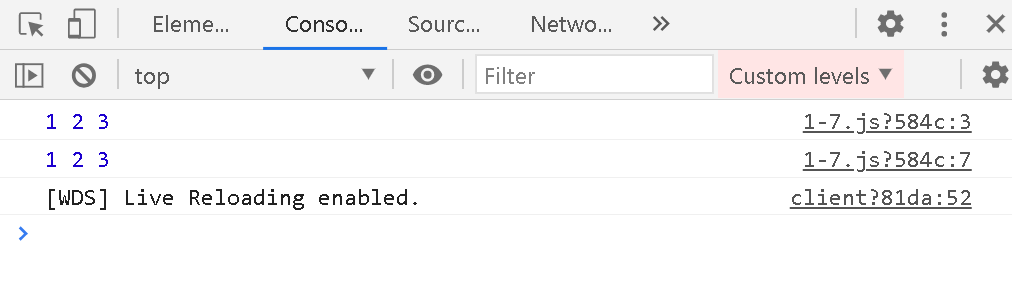 Eleme... Conso... Sourc... Netwo... »
top Filter Custom levels
1 2 3 1-7.js?584c:3
1 2 3 1-7.js?584c:7
[WDS] Live Reloading enabled. client?81da:52